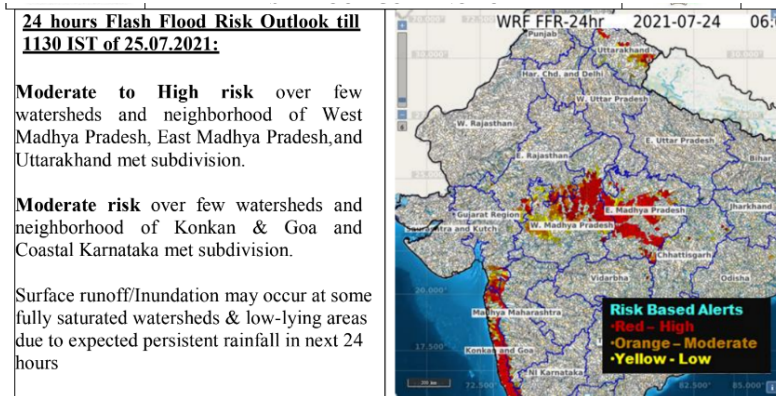 24 hours Flash Flood Risk Outlook till
1130 IST of 25.07.2021:
Moderate to High risk over few
watersheds and neighborhood of West
Madhya Pradesh, East Madhya Pradesh,and
Uttarakhand met subdivision.
Moderate risk over few watersheds and
neighborhood of Konkan & Goa and
Coastal Karnataka met subdivision.
Surface runoff/Inundation may occur at some
fully saturated watersheds & low-lying areas
due to expected persistent rainfall in next 24
hours
WRF FFR-24hr 2021-07-24 06:0
Punjab
Uttarakhand
Har. Chd. and Delhi
W. Uttar Pradesh
W. Rajasthan
E. Uttar Pradesh
E. Rajasthan
Bihar
Jharkhand
Gujarat Region
E. Madhya Pradesh
W. Madhya Pradesh
Chhattisgarh
Vidarbha
Odisha
20.000°
Madhya Maharashtra
17.500°
Konkan and Goa
NI Karnataka
72.500°
82.500°
85.000°
Risk Based Alerts
•Red – High
•Orange – Moderate
•Yellow - Low